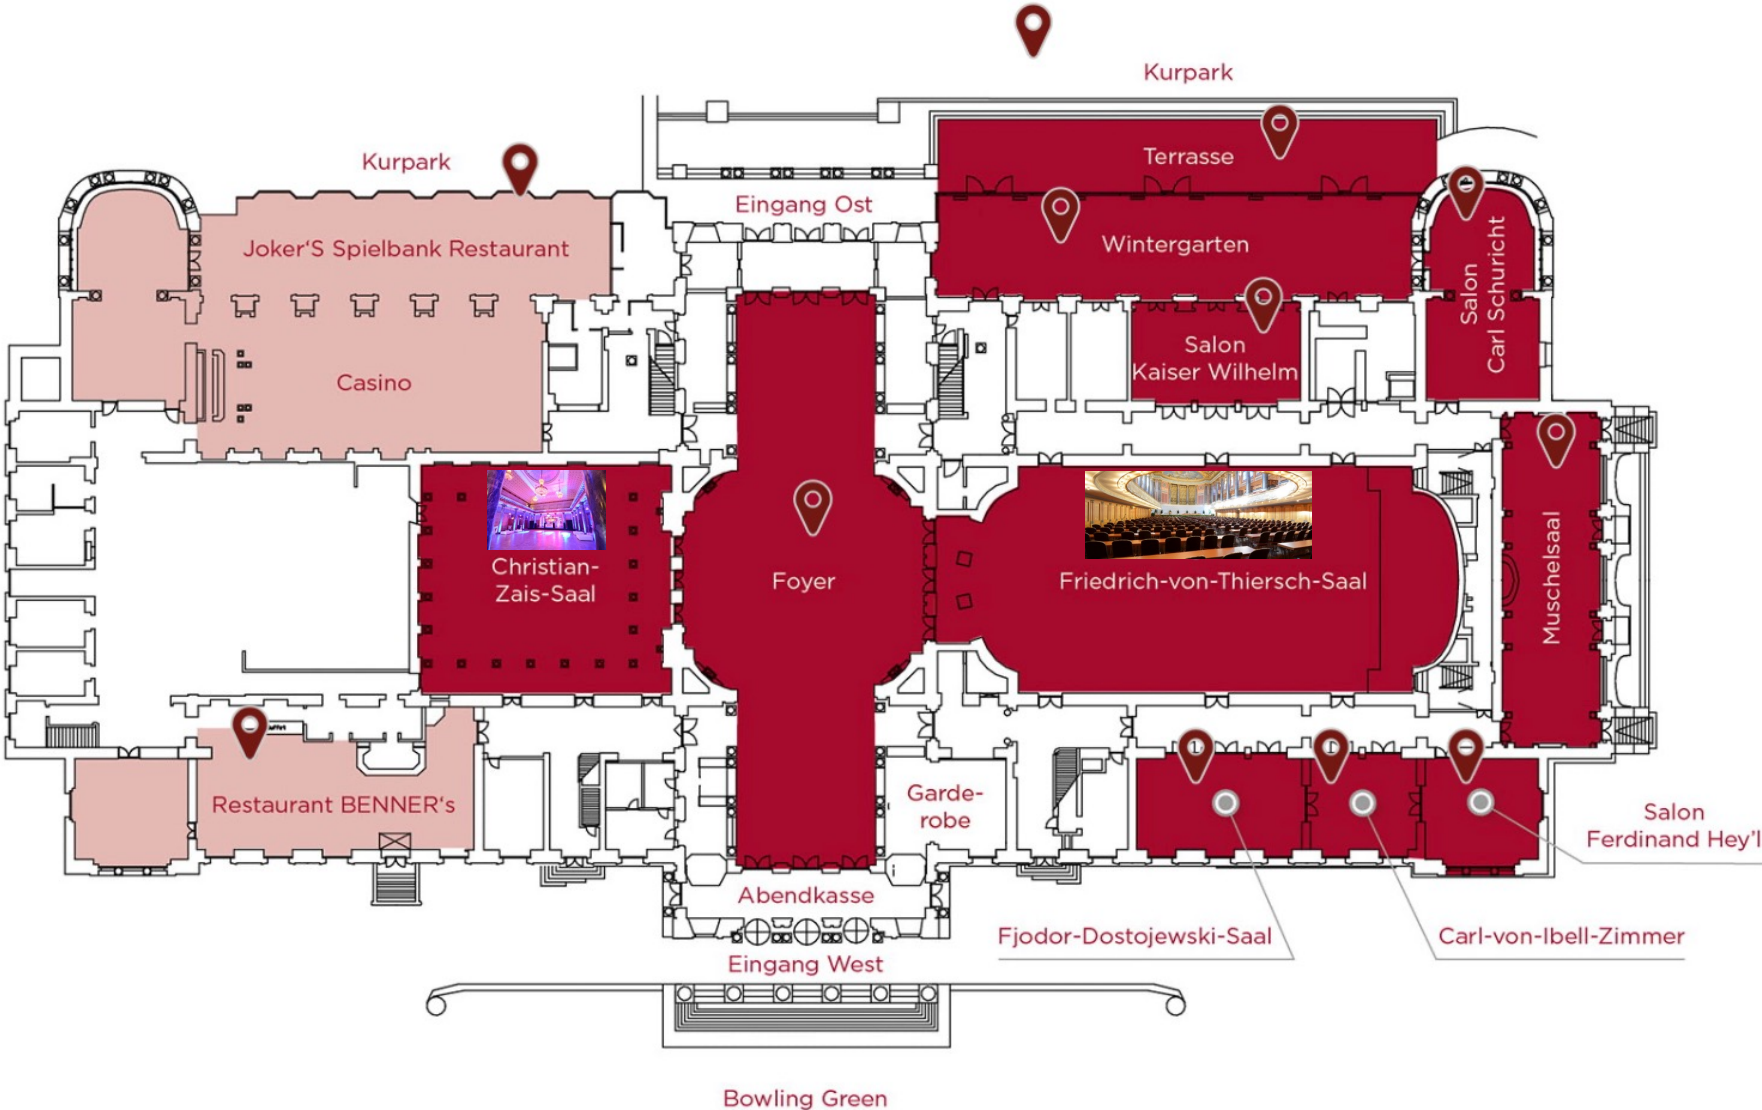 Kurpark
Terrasse
Kurpark
Eingang Ost
Joker'S Spielbank Restaurant
Wintergarten
Salon
Carl Schuricht
Salon
Kaiser Wilhelm
Casino
Christian-
Zais-Saal
Foyer
Friedrich-von-Thiersch-Saal
Muschelsaal
Restaurant BENNER's
Garde-
robe
Salon
Ferdinand Hey'l
Abendkasse
Fjodor-Dostojewski-Saal
Carl-von-Ibell-Zimmer
Eingang West
Bowling Green